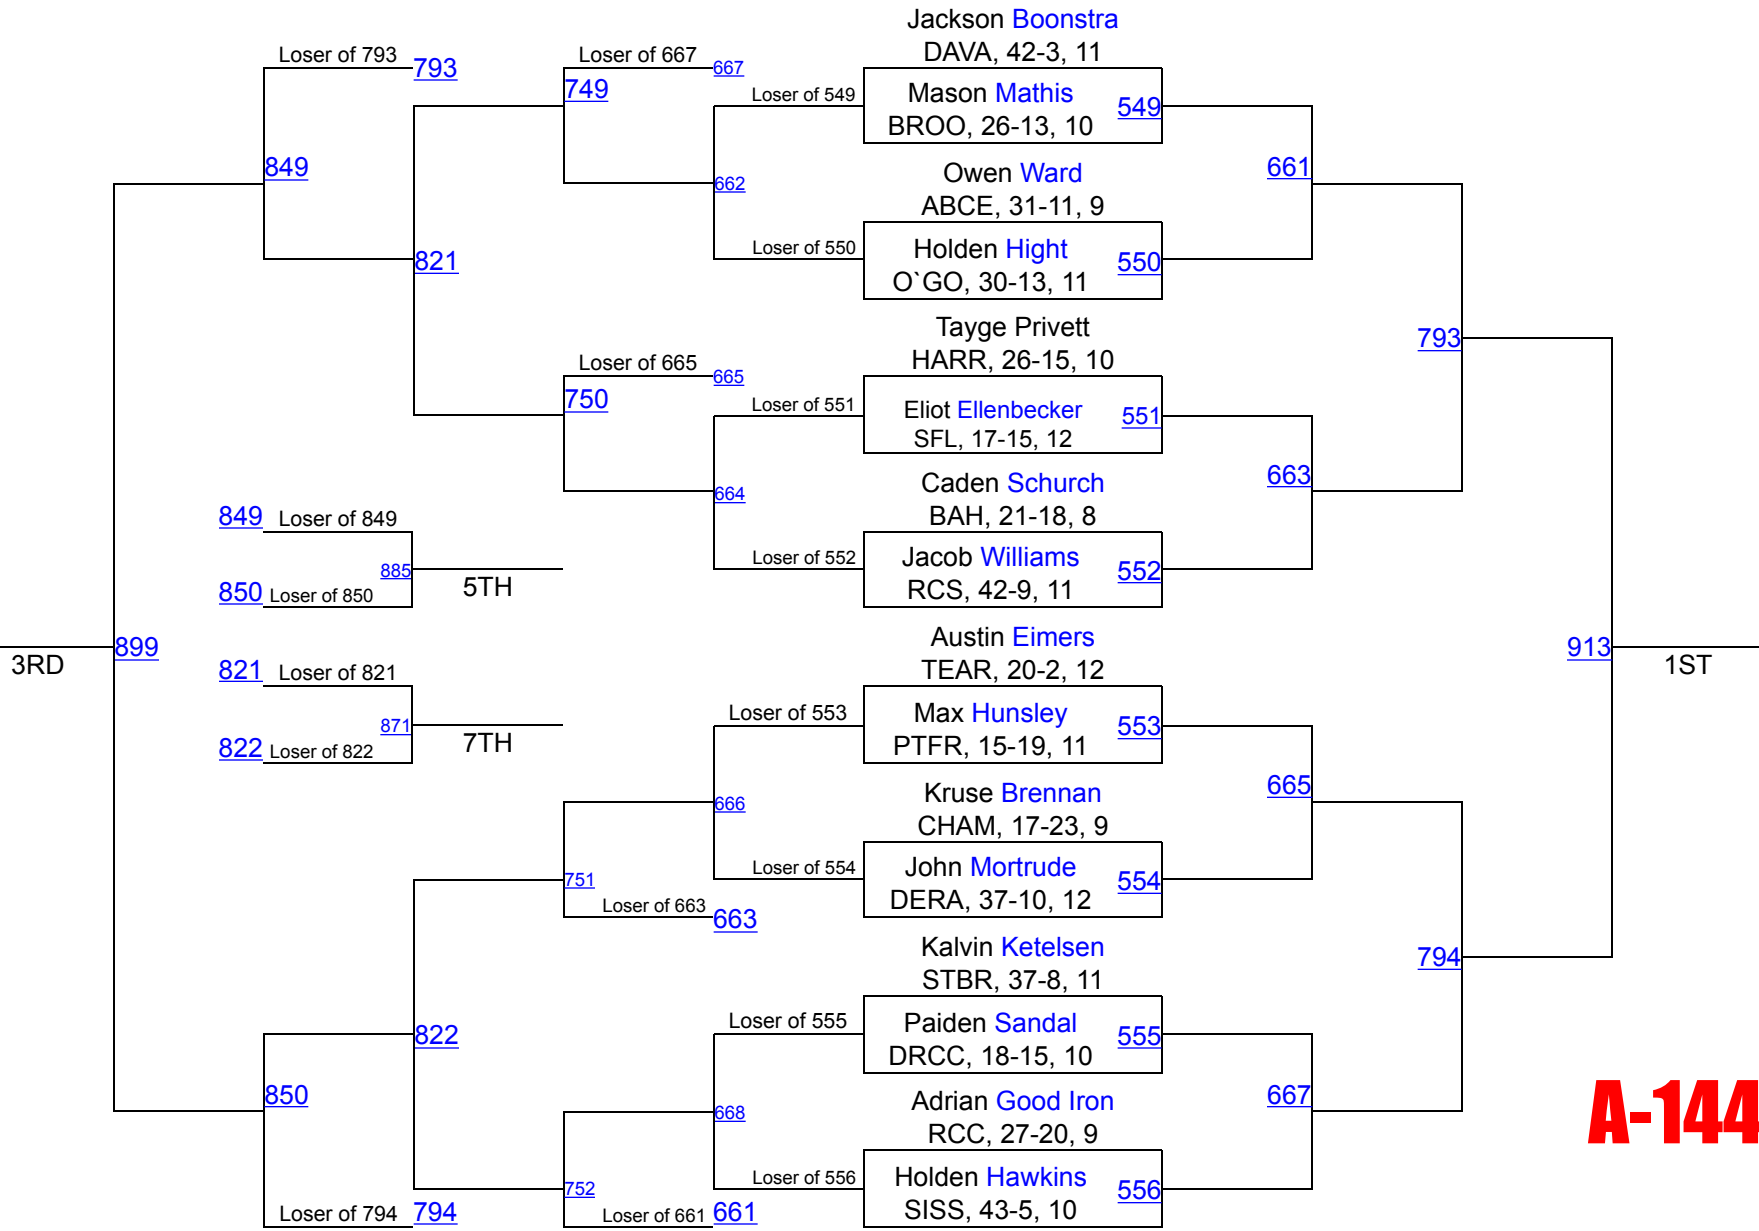 Jackson Boonstra
DAVA, 42-3, 11
Loser of 793
793
Loser of 667
667
749
Loser of 549
Mason Mathis
BROO, 26-13, 10
549
849
662
Owen Ward
ABCE, 31-11, 9
661
821
Loser of 550
Holden Hight
O`GO, 30-13, 11
550
Tayge Privett
HARR, 26-15, 10
793
Loser of 665
665
750
Loser of 551
Eliot Ellenbecker
SFL, 17-15, 12
551
664
Caden Schurch
BAH, 21-18, 8
663
849
Loser of 849
885
5TH
850
Loser of 850
Loser of 552
Jacob Williams
RCS, 42-9, 11
552
3RD
899
Austin Eimers
TEAR, 20-2, 12
913
1ST
821
Loser of 821
871
7TH
822
Loser of 822
Loser of 553
Max Hunsley
PTFR, 15-19, 11
553
666
Kruse Brennan
CHAM, 17-23, 9
665
751
Loser of 554
John Mortrude
DERA, 37-10, 12
554
Loser of 663
663
Kalvin Ketelsen
STBR, 37-8, 11
794
822
Loser of 555
Paiden Sandal
DRCC, 18-15, 10
555
850
668
Adrian Good Iron
RCC, 27-20, 9
667
A-144
752
Loser of 556
Holden Hawkins
SISS, 43-5, 10
556
Loser of 794
794
Loser of 661
661